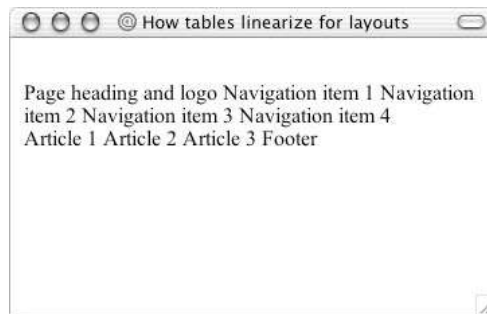 How tables linearize for layouts
Page heading and logo Navigation item 1 Navigation
item 2 Navigation item 3 Navigation item 4
Article 1 Article 2 Article 3 Footer